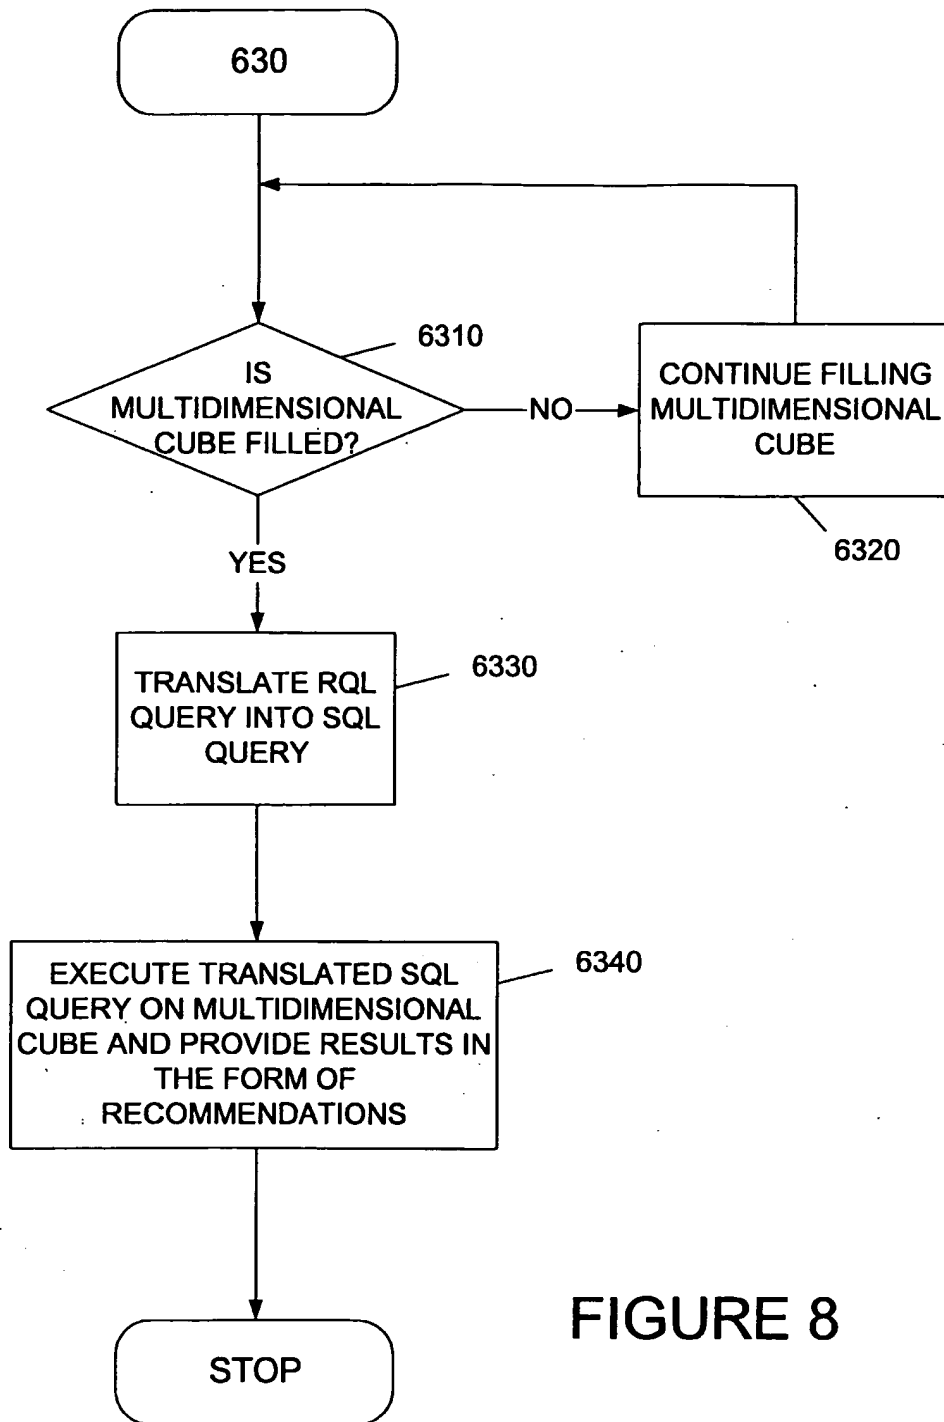 630
6310
IS
MULTIDIMENSIONAL
CUBE FILLED?
NO
CONTINUE FILLING
MULTIDIMENSIONAL
CUBE
6320
YES
6330
TRANSLATE RQL
QUERY INTO SQL
QUERY
6340
EXECUTE TRANSLATED SQL
QUERY ON MULTIDIMENSIONAL
CUBE AND PROVIDE RESULTS IN
THE FORM OF
RECOMMENDATIONS
STOP
FIGURE 8